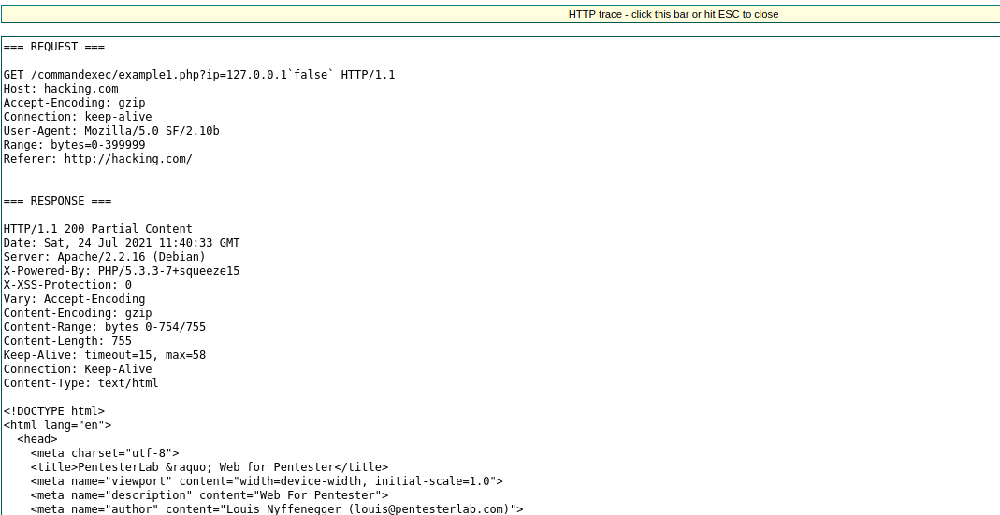 HTTP trace - click this bar or hit ESC to close
=== REQUEST ===
GET /commandexec/example1.php?ip=127.0.0.1`false` HTTP/1.1
Host: hacking.com
Accept-Encoding: gzip
Connection: keep-alive
User-Agent: Mozilla/5.0 SF/2.10b
Range: bytes=0-399999
Referer: http://hacking.com/
=== RESPONSE ===
HTTP/1.1 200 Partial Content
Date: Sat, 24 Jul 2021 11:40:33 GMT
Server: Apache/2.2.16 (Debian)
X-Powered-By: PHP/5.3.3-7+squeeze15
X-XSS-Protection: 0
Vary: Accept-Encoding
Content-Encoding: gzip
Content-Range: bytes 0-754/755
Content-Length: 755
Keep-Alive: timeout=15, max=58
Connection: Keep-Alive
Content-Type: text/html
<!DOCTYPE html>
<html lang="en">
<head>
<meta charset="utf-8">
<title>PentesterLab &raquo; Web for Pentester</title>
<meta name="viewport" content="width=device-width, initial-scale=1.0">
<meta name="description" content="Web For Pentester">
<meta name="author" content="Louis Nyffenegger (louis@pentesterlab.com)">